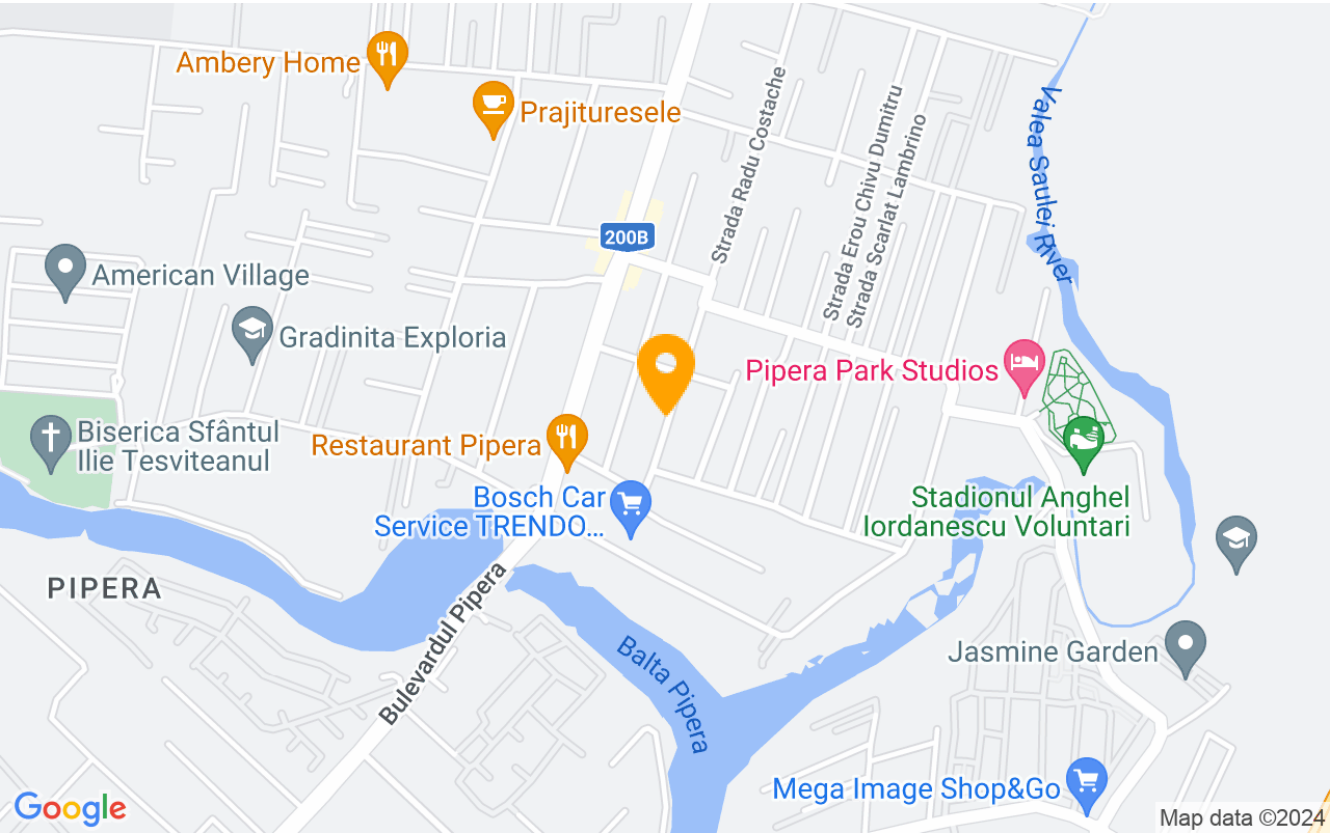 Ambery Home
Prajituresele
Strada Radu Costache
Strada Erou Chivu Dumitru
Strada Scarlat Lambrino
Valea Saulei River
200B
American Village
Gradinita Exploria
Pipera Park Studios
Biserica Sfântul
Ilie Tesviteanul
Restaurant Pipera
Bosch Car
Service TRENDO...
Stadionul Anghel
Iordanescu Voluntari
PIPERA
Bulevardul Pipera
Balta Pipera
Jasmine Garden
Mega Image Shop&Go
Google
Map data ©2024